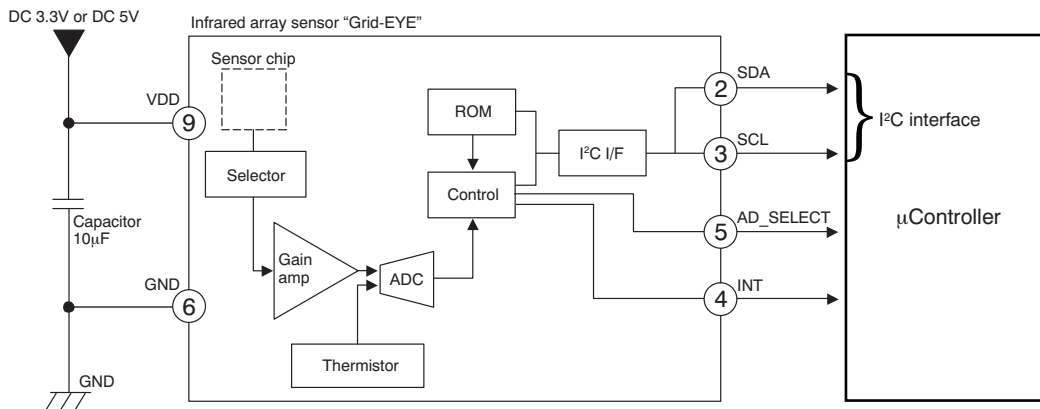 DC 3.3V or DC 5V
Infrared array sensor “Grid-EYE”
Sensor chip
VDD
9
Selector
Capacitor
10μF
GND
6
GND
Gain
amp
ADC
Thermistor
ROM
Control
I²C I/F
2
SDA
3
SCL
5
AD_SELECT
4
INT
I²C interface
μController